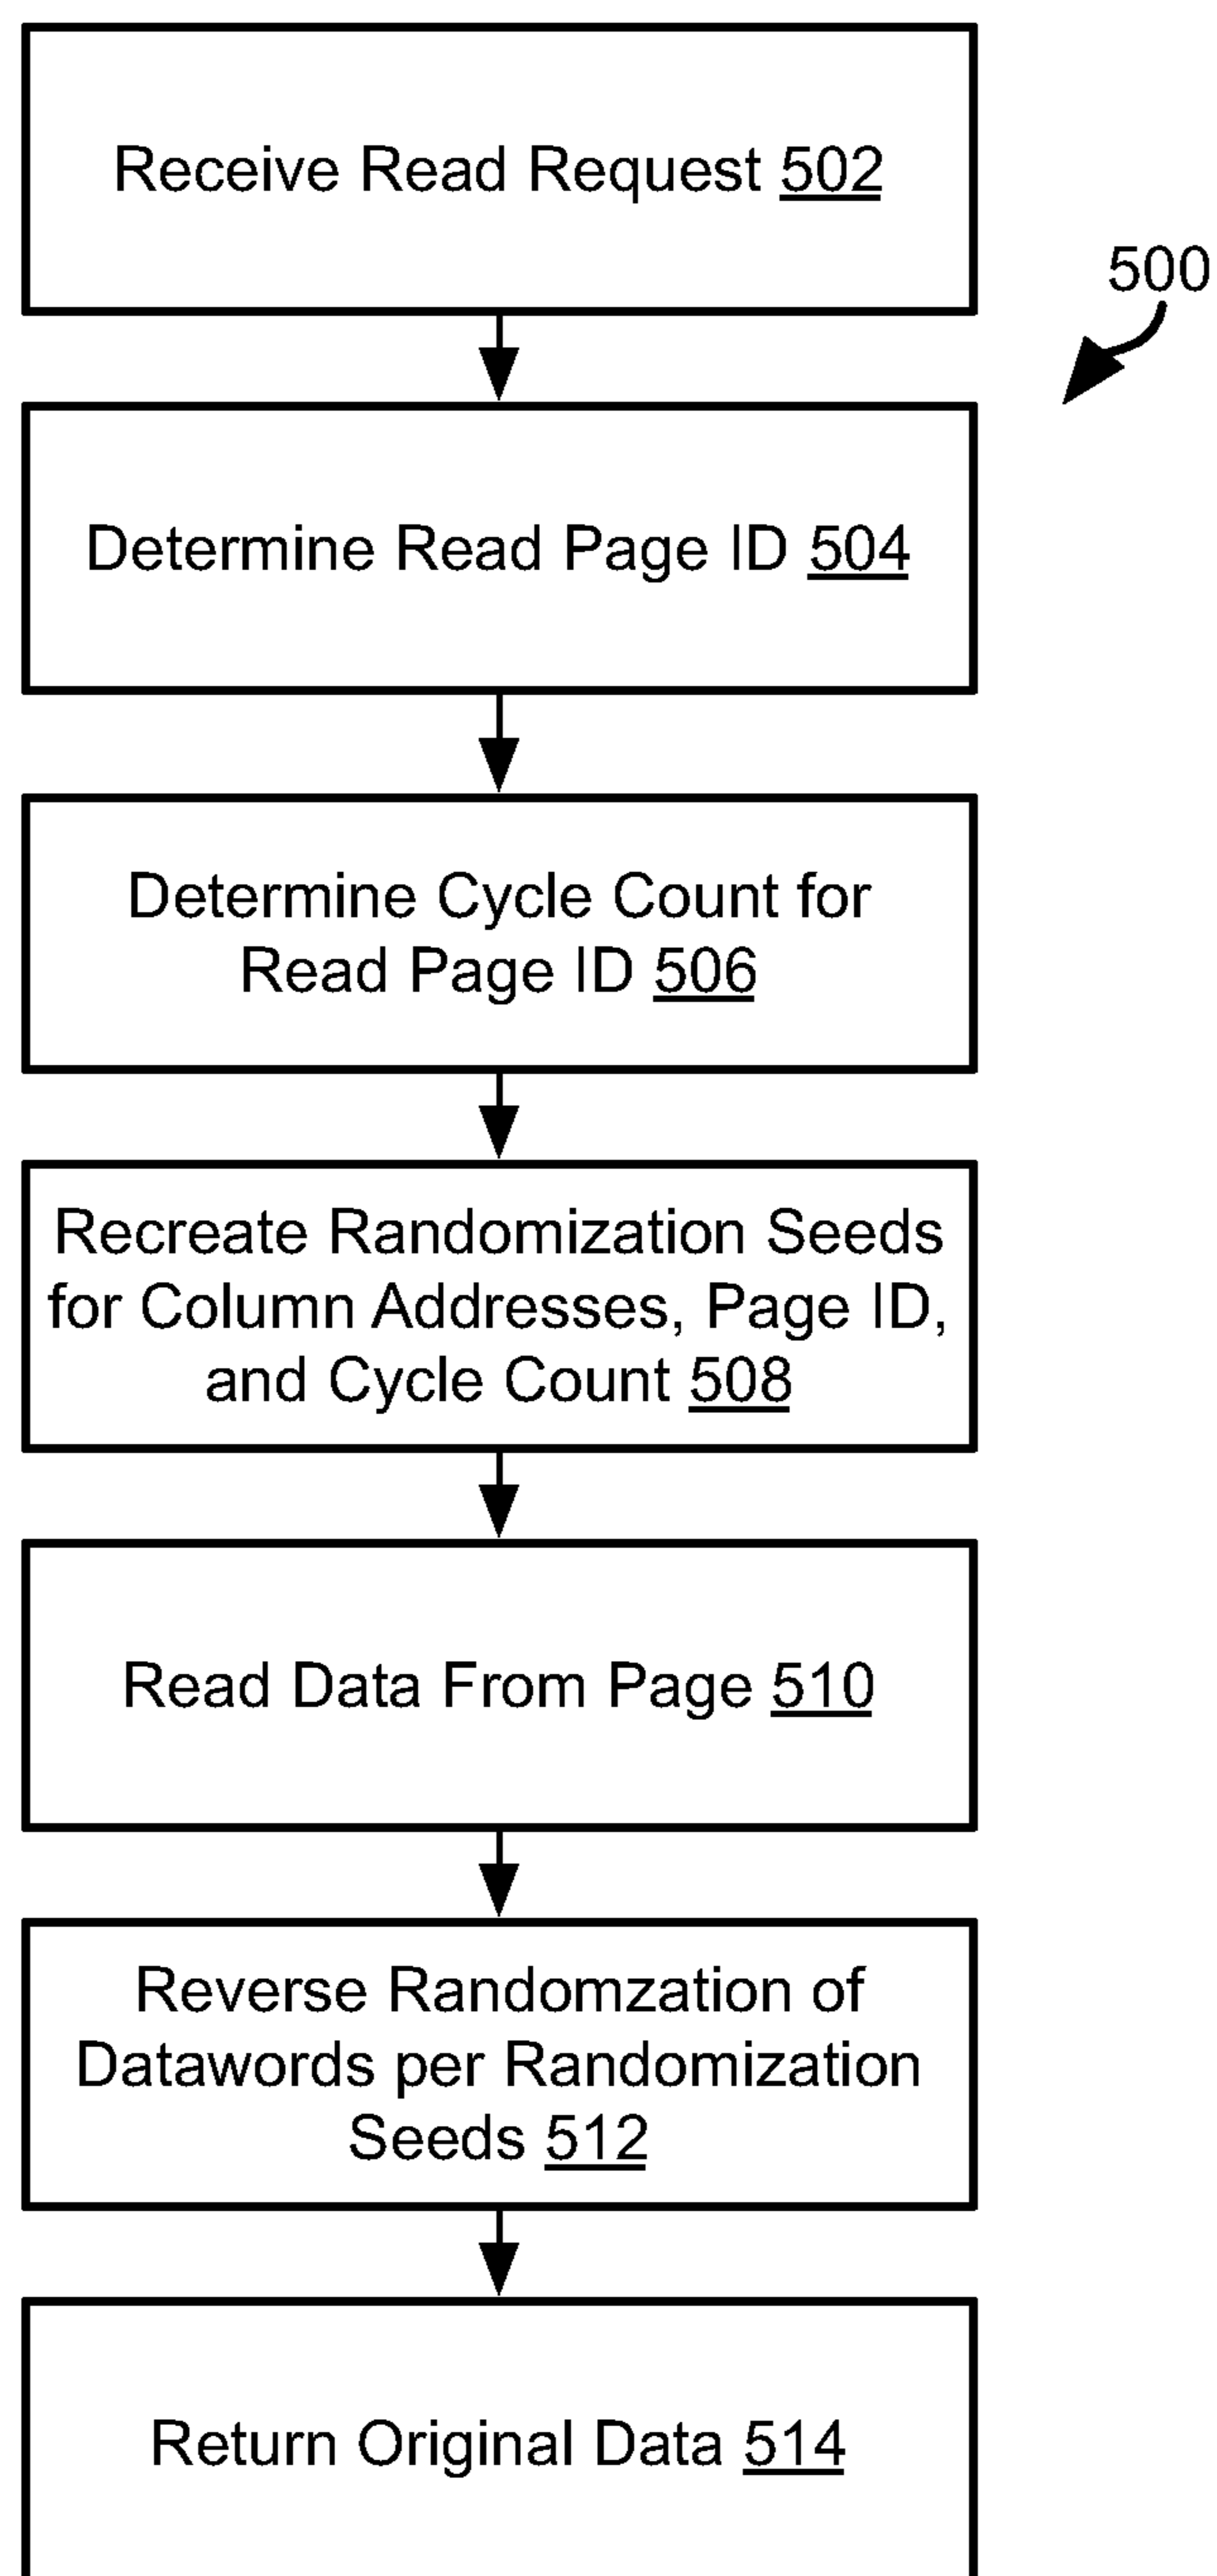 Receive Read Request 502
500
Determine Read Page ID 504
Determine Cycle Count for
Read Page ID 506
Recreate Randomization Seeds
for Column Addresses, Page ID,
and Cycle Count 508
Read Data From Page 510
Reverse Randomzation of
Datawords per Randomization
Seeds 512
Return Original Data 514